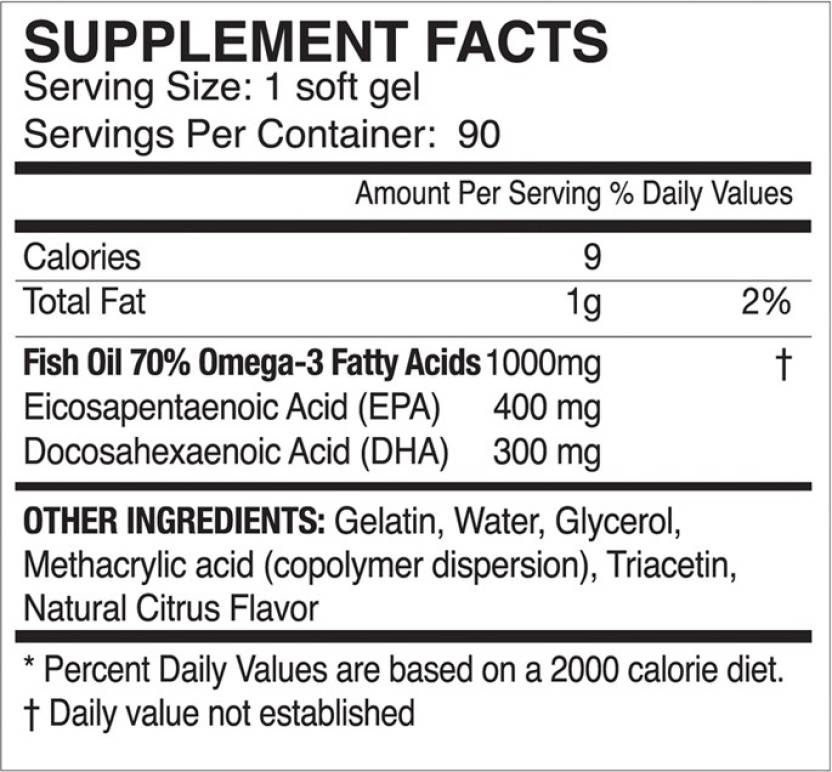 SUPPLEMENT FACTS
Serving Size: 1 soft gel
Servings Per Container: 90
Amount Per Serving % Daily Values
Calories 9
Total Fat 1g 2%
Fish Oil 70% Omega-3 Fatty Acids 1000mg †
Eicosapentaenoic Acid (EPA) 400 mg
Docosahexaenoic Acid (DHA) 300 mg
OTHER INGREDIENTS: Gelatin, Water, Glycerol,
Methacrylic acid (copolymer dispersion), Triacetin,
Natural Citrus Flavor
* Percent Daily Values are based on a 2000 calorie diet.
† Daily value not established